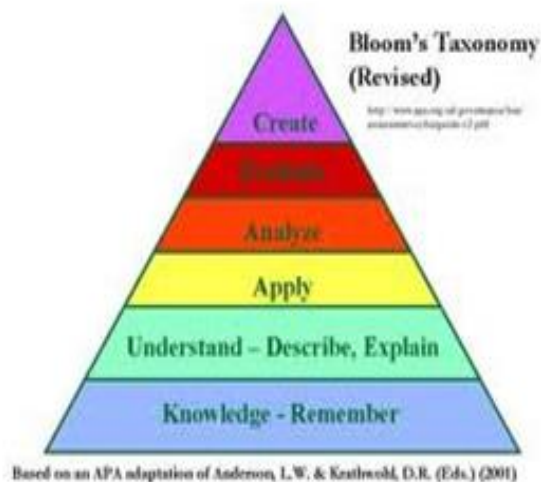 Bloom's Taxonomy
(Revised)
Create
Evaluate
Analyze
Apply
Understand – Describe, Explain
Knowledge - Remember
Based on an APA adaptation of Anderson, L.W. & Krathwohl, D.R. (Eds.) (2001)